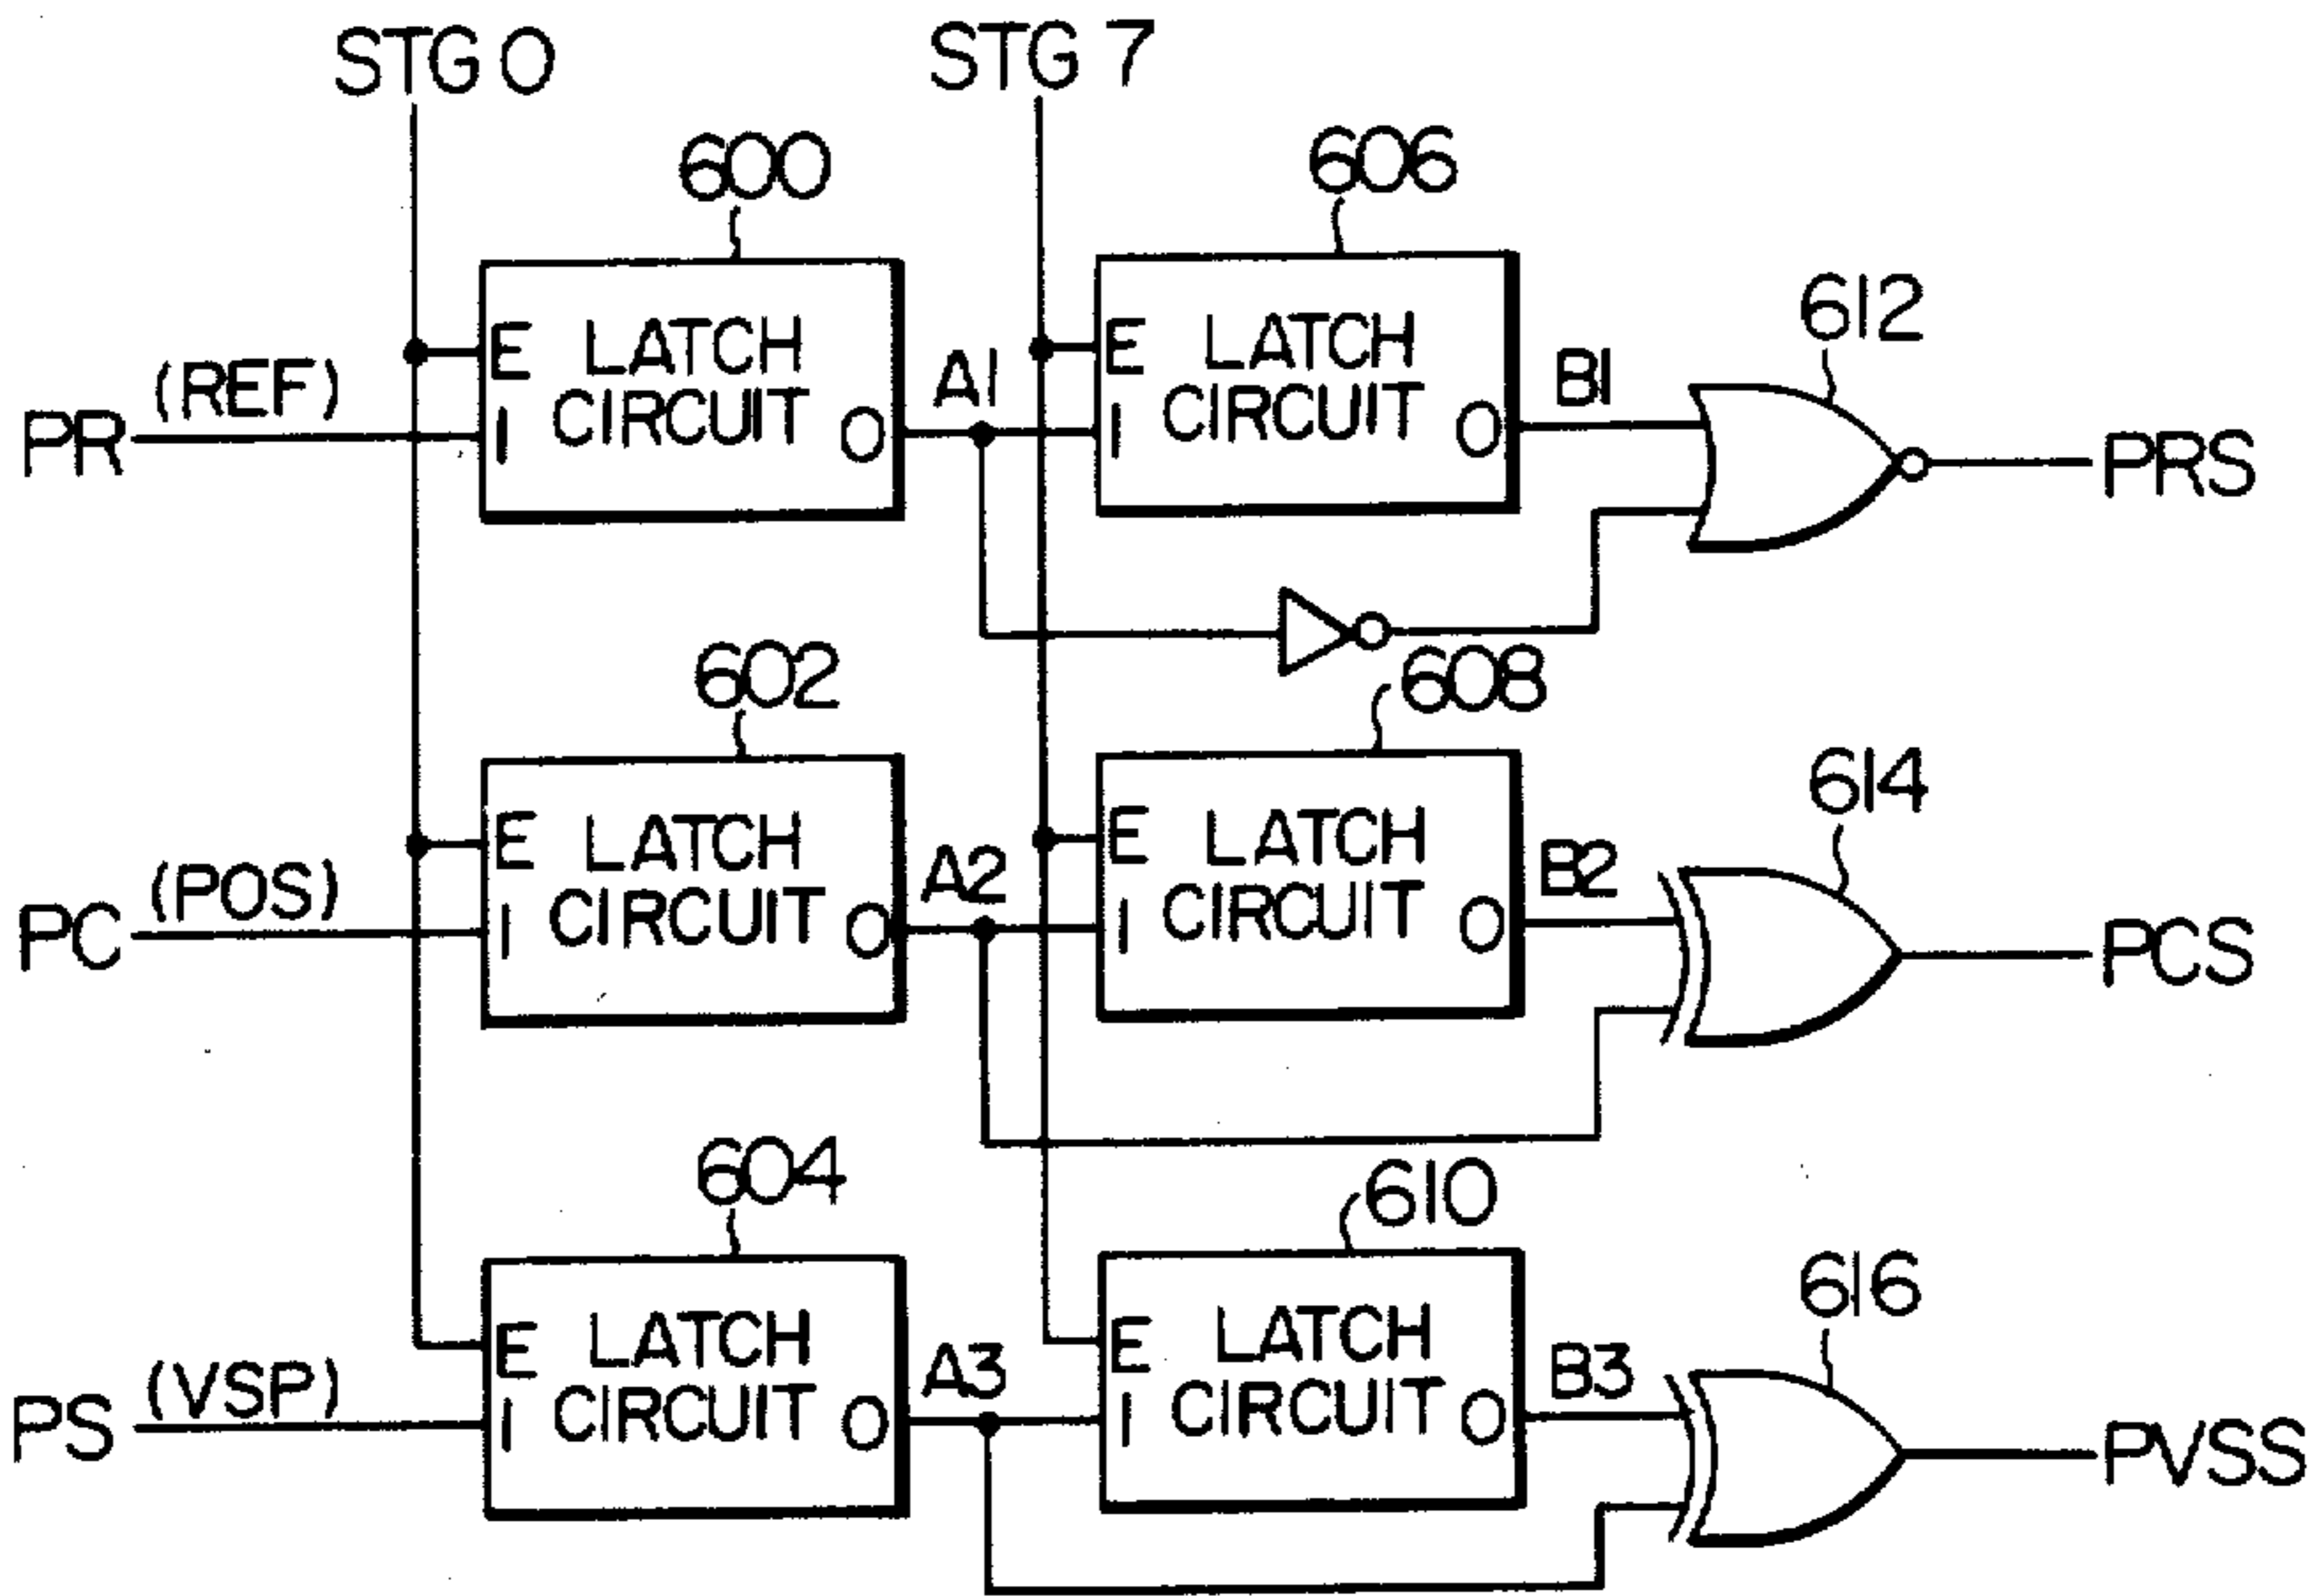 STG 0
STG 7
600
606
612
PR
(REF)
E LATCH
I CIRCUIT O
A1
E LATCH
I CIRCUIT O
B1
PRS
602
608
614
PC
(POS)
E LATCH
I CIRCUIT O
A2
E LATCH
I CIRCUIT O
B2
PCS
604
610
616
PS
(VSP)
E LATCH
I CIRCUIT O
A3
E LATCH
I CIRCUIT O
B3
PVSS